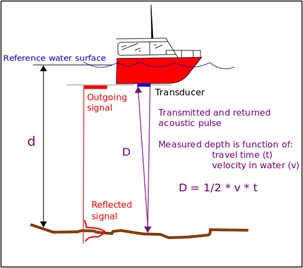 Reference water surface
Transducer
Outgoing
signal
Transmitted and returned
acoustic pulse
d
D
Measured depth is function of:
travel time (t)
velocity in water (v)
D = 1/2 * v * t
Reflected
signal